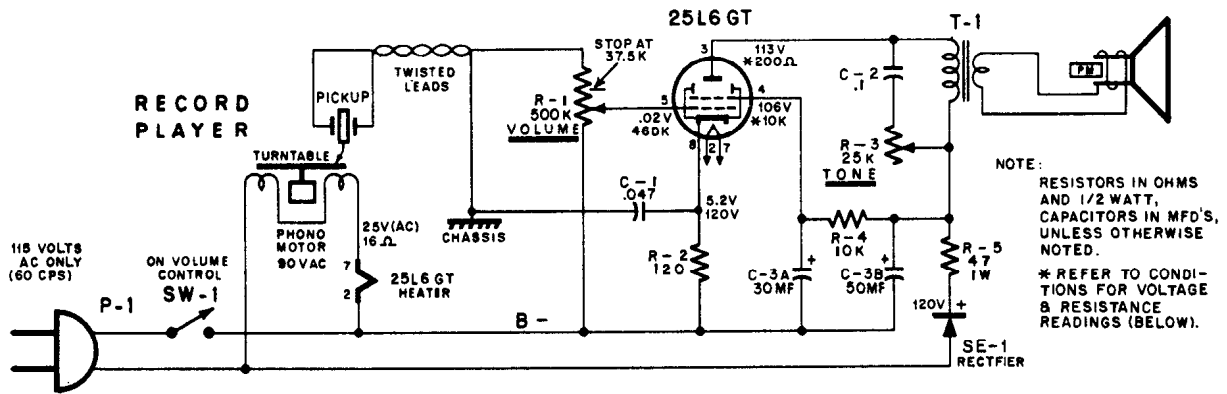 25L6 GT
T-1
STOP AT
37.5K
3
113V
*200Ω
TWISTED
LEADS
C-2
.1
PM
RECORD
PLAYER
PICKUP
R-1
500K
VOLUME
5
.02V
460K
4
106V
*10K
8
2
7
R-3
25K
TONE
TURNTABLE
NOTE:
RESISTORS IN OHMS
AND 1/2 WATT,
CAPACITORS IN MFD'S,
UNLESS OTHERWISE
NOTED.
* REFER TO CONDI-
TIONS FOR VOLTAGE
& RESISTANCE
READINGS (BELOW).
C-1
.047
5.2V
120V
CHASSIS
PHONO
MOTOR
90 VAC
25V(AC)
16Ω
7
2
25L6 GT
HEATER
R-2
120
R-4
10K
R-5
47
1W
C-3A
30MF
+
C-3B
50MF
+
115 VOLTS
AC ONLY
(60 CPS)
ON VOLUME
CONTROL
SW-1
P-1
B-
120V
+
SE-1
RECTFIER